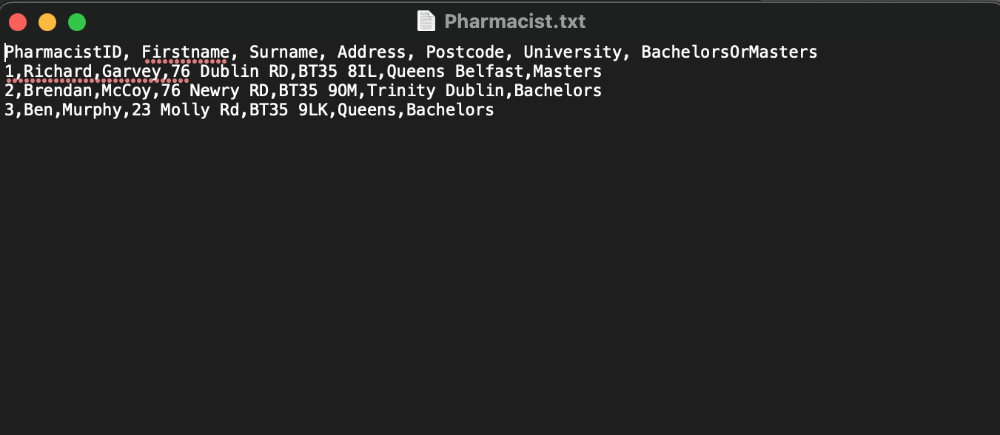 Pharmacist.txt
PharmacistID, Firstname, Surname, Address, Postcode, University, BachelorsOrMasters
1,Richard,Garvey,76 Dublin RD,BT35 8IL,Queens Belfast,Masters
2,Brendan,McCoy,76 Newry RD,BT35 9OM,Trinity Dublin,Bachelors
3,Ben,Murphy,23 Molly Rd,BT35 9LK,Queens,Bachelors